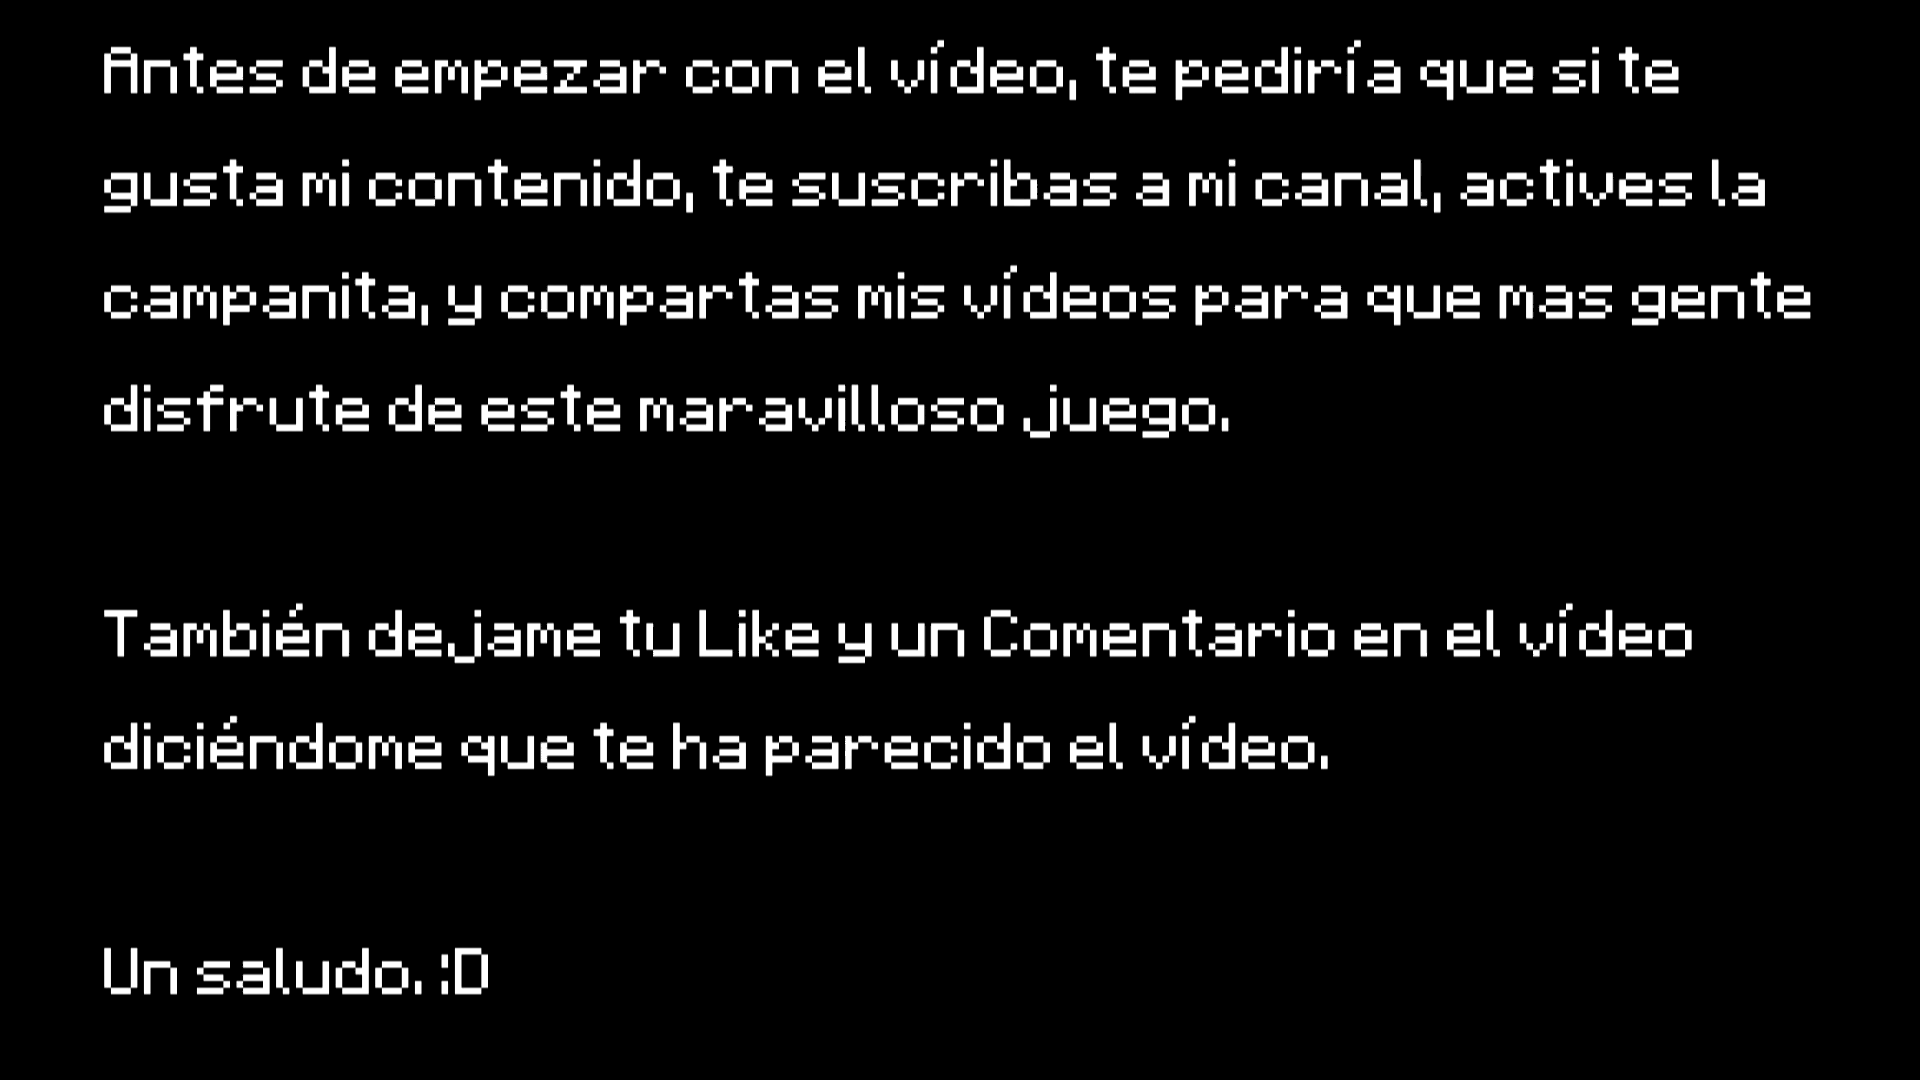 Antes de empezar con el vídeo, te pediría que si te
gusta mi contenido, te suscribas a mi canal, actives la
campanita, y compartas mis vídeos para que mas gente
disfrute de este maravilloso juego.
También dejame tu Like y un Comentario en el vídeo
diciéndome que te ha parecido el vídeo.
Un saludo. :D